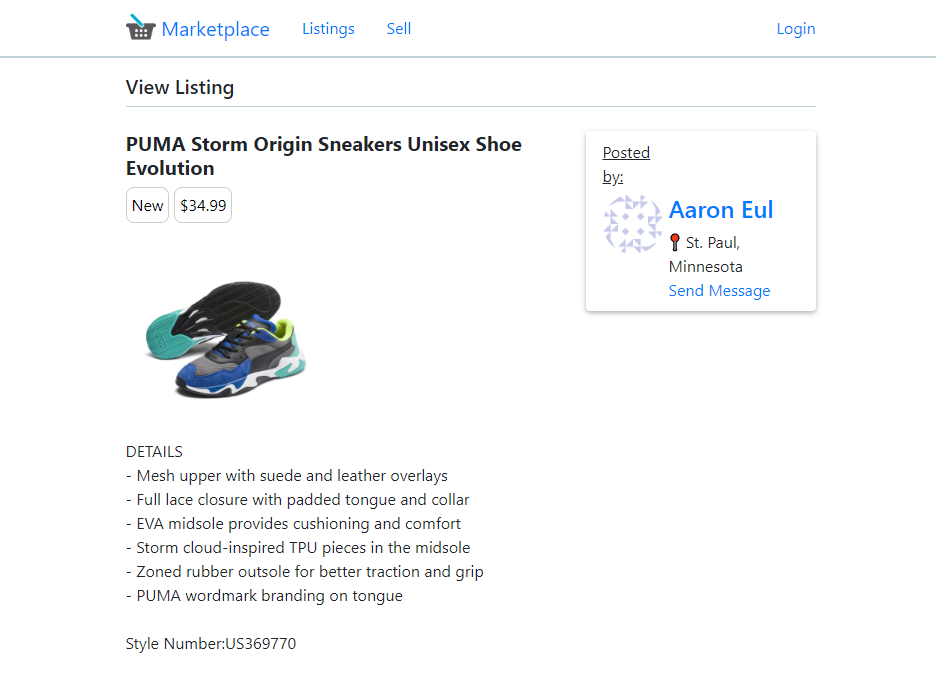 Marketplace Listings Sell Login
View Listing
PUMA Storm Origin Sneakers Unisex Shoe
Evolution
New $34.99
Posted
by:
Aaron Eul
St. Paul,
Minnesota
Send Message
DETAILS
- Mesh upper with suede and leather overlays
- Full lace closure with padded tongue and collar
- EVA midsole provides cushioning and comfort
- Storm cloud-inspired TPU pieces in the midsole
- Zoned rubber outsole for better traction and grip
- PUMA wordmark branding on tongue
Style Number:US369770